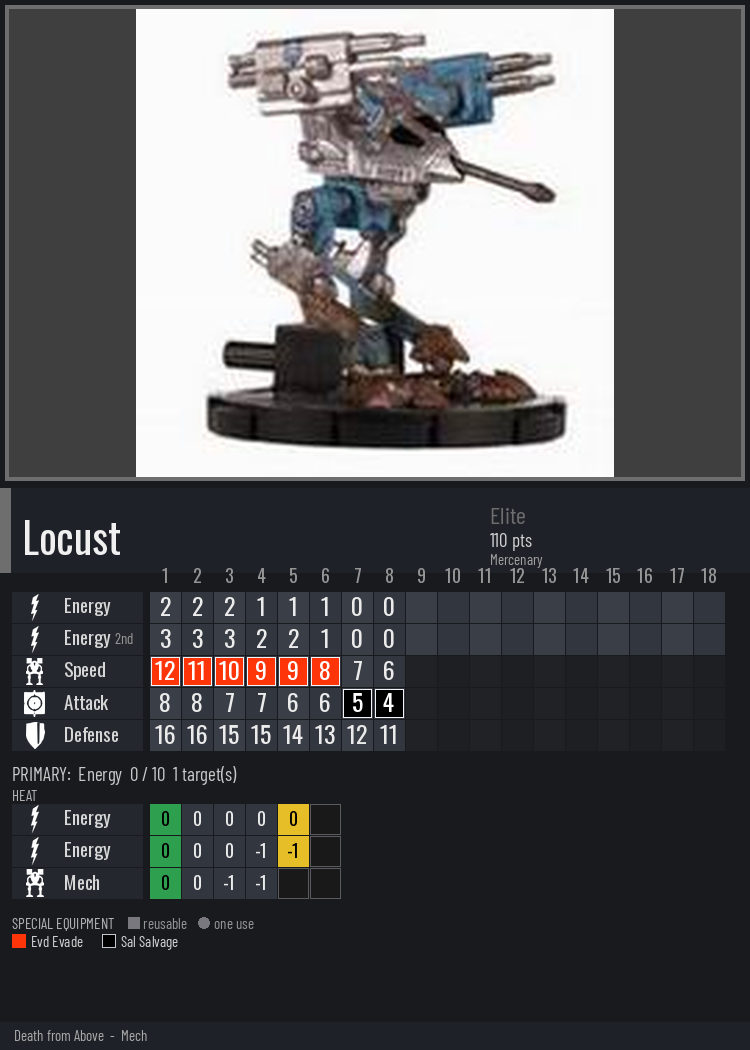 Locust
Elite
110 pts
Mercenary
1 2 3 4 5 6 7 8 9 10 11 12 13 14 15 16 17 18
Energy 2 2 2 1 1 1 0 0
Energy 2nd 3 3 3 2 2 1 0 0
Speed 12 11 10 9 9 8 7 6
Attack 8 8 7 7 6 6 5 4
Defense 16 16 15 15 14 13 12 11
PRIMARY: Energy 0 / 10 1 target(s)
HEAT
Energy 0 0 0 0 0
Energy 0 0 0 -1 -1
Mech 0 0 -1 -1
SPECIAL EQUIPMENT reusable one use
Evd Evade Sal Salvage
Death from Above - Mech